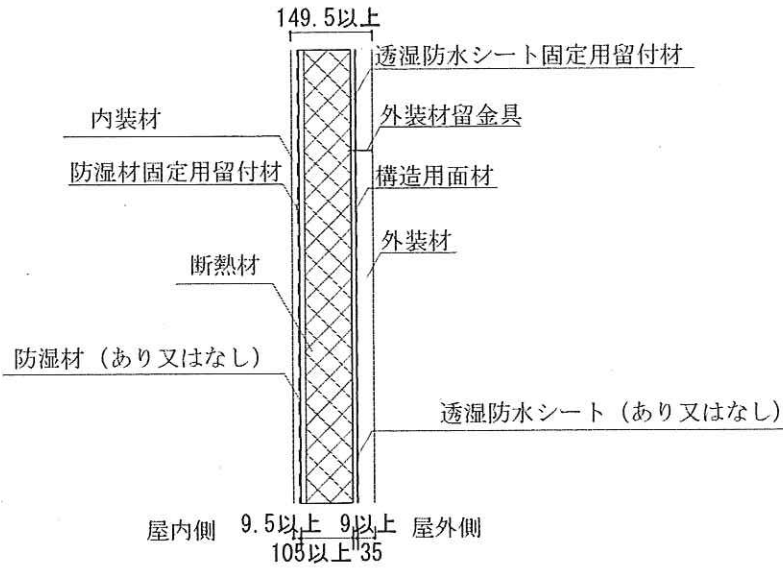 149.5以上
透湿防水シート固定用留付材
内装材
外装材留金具
防湿材固定用留付材
構造用面材
外装材
断熱材
防湿材（あり又はなし）
透湿防水シート（あり又はなし）
屋内側 9.5以上 9以上 屋外側
105以上 35